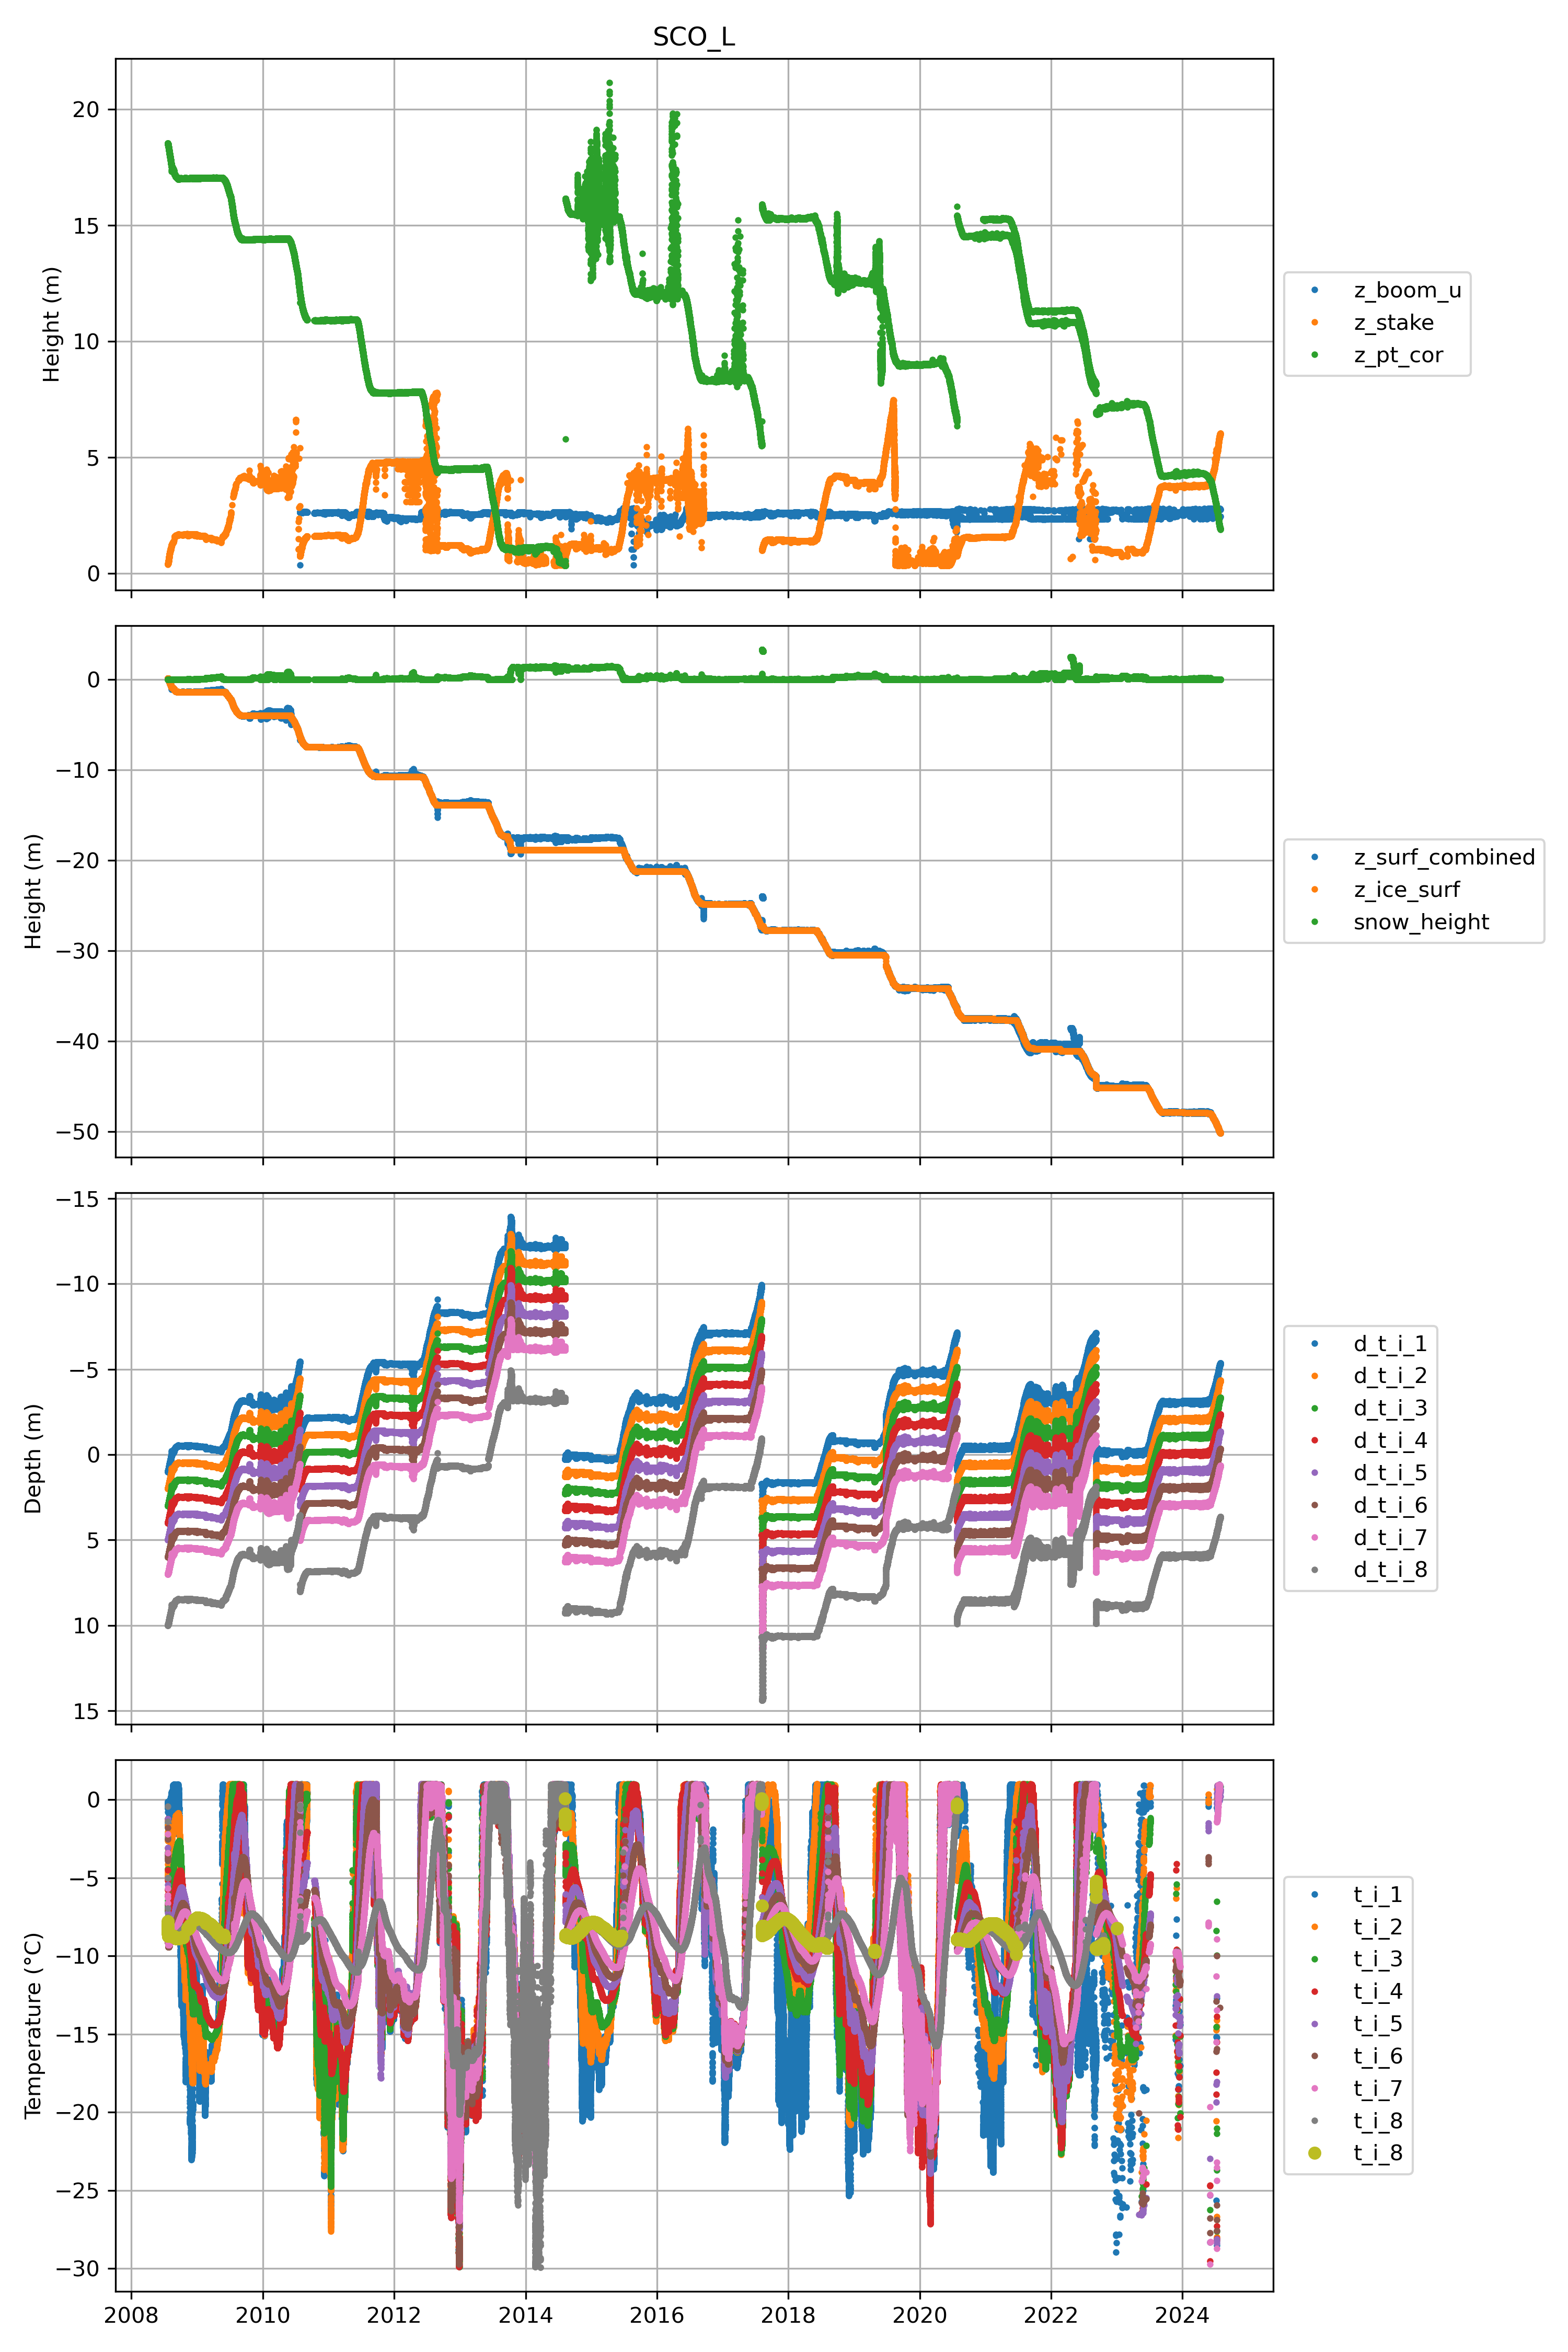 SCO_L
20
15
10
5
0
Height (m)
z_boom_u
z_stake
z_pt_cor
0
−10
−20
−30
−40
−50
Height (m)
z_surf_combined
z_ice_surf
snow_height
−15
−10
−5
0
5
10
15
Depth (m)
d_t_i_1
d_t_i_2
d_t_i_3
d_t_i_4
d_t_i_5
d_t_i_6
d_t_i_7
d_t_i_8
0
−5
−10
−15
−20
−25
−30
Temperature (°C)
t_i_1
t_i_2
t_i_3
t_i_4
t_i_5
t_i_6
t_i_7
t_i_8
t_i_8
2008 2010 2012 2014 2016 2018 2020 2022 2024